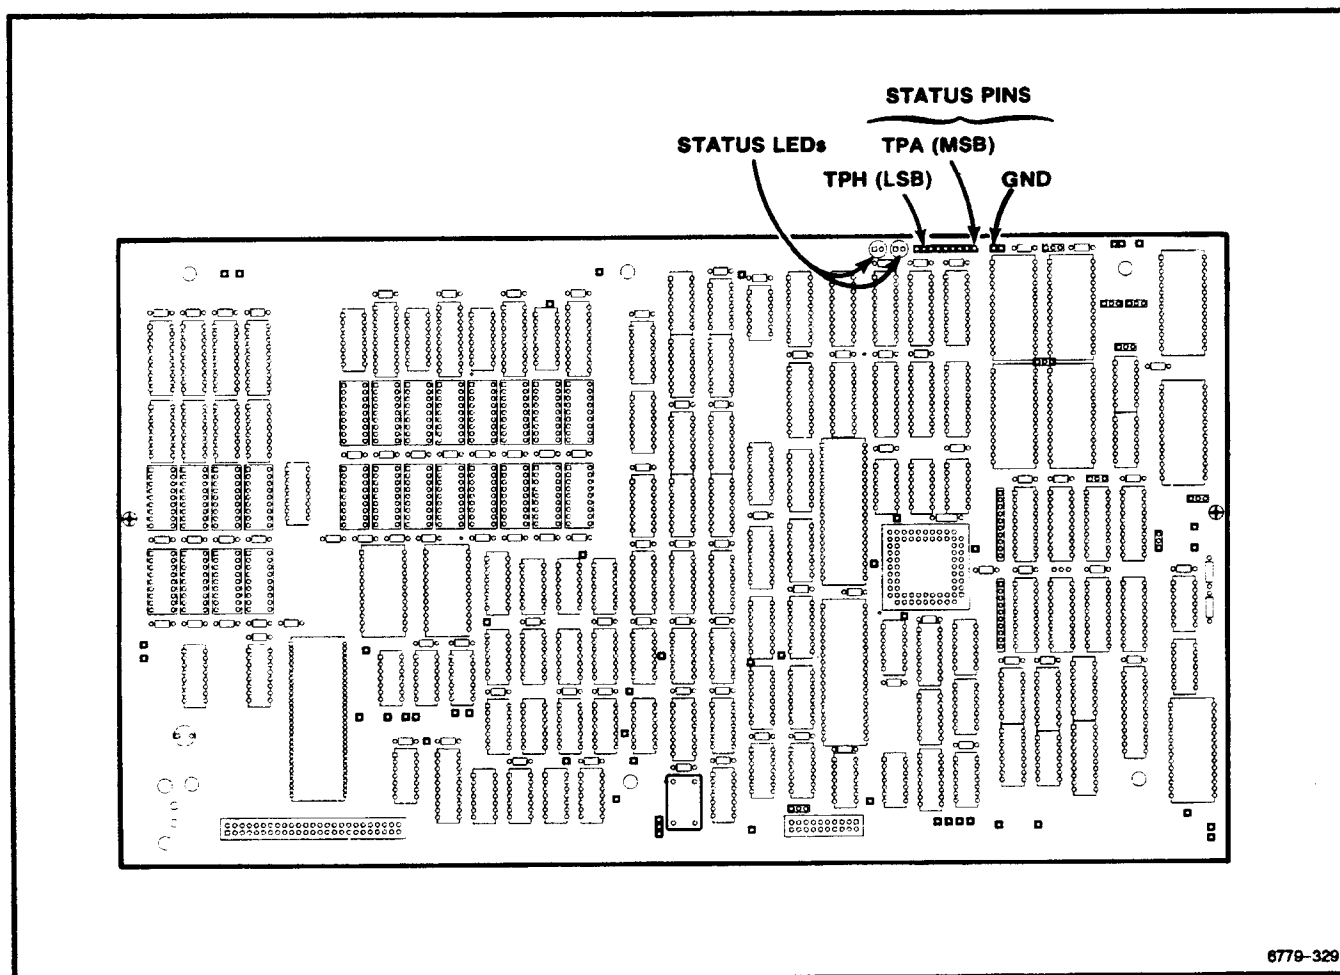 STATUS PINS
STATUS LEDs
TPA (MSB)
TPH (LSB)
GND
6779-329